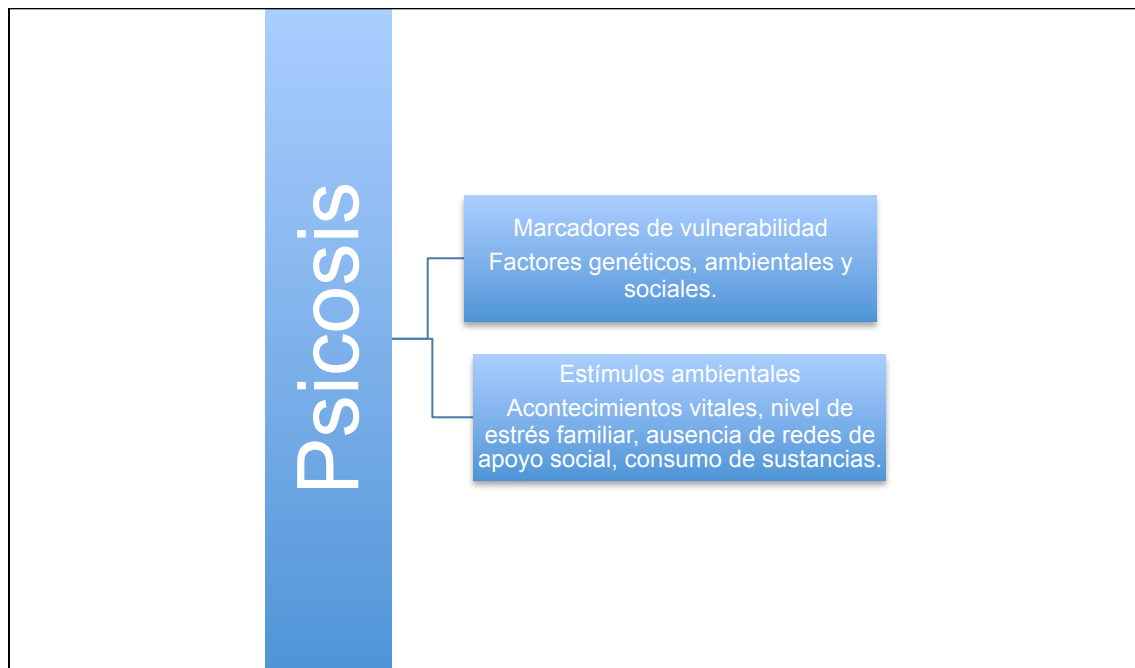 Psicosis
Marcadores de vulnerabilidad
Factores genéticos, ambientales y
sociales.
Estímulos ambientales
Acontecimientos vitales, nivel de
estrés familiar, ausencia de redes de
apoyo social, consumo de sustancias.